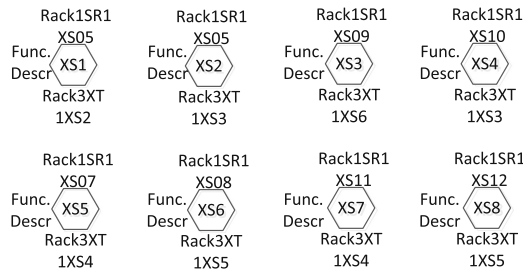 Rack1SR1
XS05
Func.
Descr
XS1
Rack3XT
1XS2
Rack1SR1
XS05
Func.
Descr
XS2
Rack3XT
1XS3
Rack1SR1
XS09
Func.
Descr
XS3
Rack3XT
1XS6
Rack1SR1
XS10
Func.
Descr
XS4
Rack3XT
1XS3
Rack1SR1
XS07
Func.
Descr
XS5
Rack3XT
1XS4
Rack1SR1
XS08
Func.
Descr
XS6
Rack3XT
1XS5
Rack1SR1
XS11
Func.
Descr
XS7
Rack3XT
1XS4
Rack1SR1
XS12
Func.
Descr
XS8
Rack3XT
1XS5